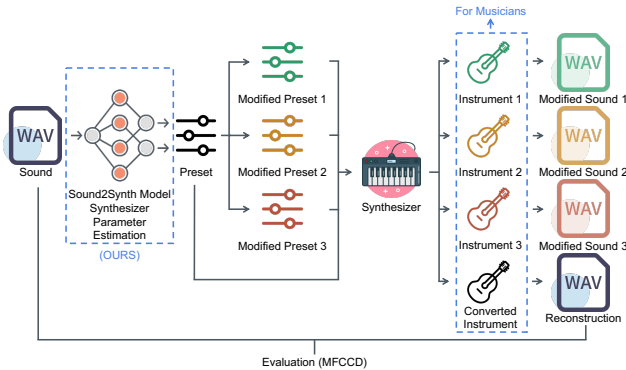 For Musicians
WAV
Sound
Sound2Synth Model
Synthesizer
Parameter
Estimation
(OURS)
Preset
Modified Preset 1
Modified Preset 2
Modified Preset 3
Synthesizer
Instrument 1
Instrument 2
Instrument 3
Converted
Instrument
WAV
Modified Sound 1
WAV
Modified Sound 2
WAV
Modified Sound 3
WAV
Reconstruction
Evaluation (MFCCD)